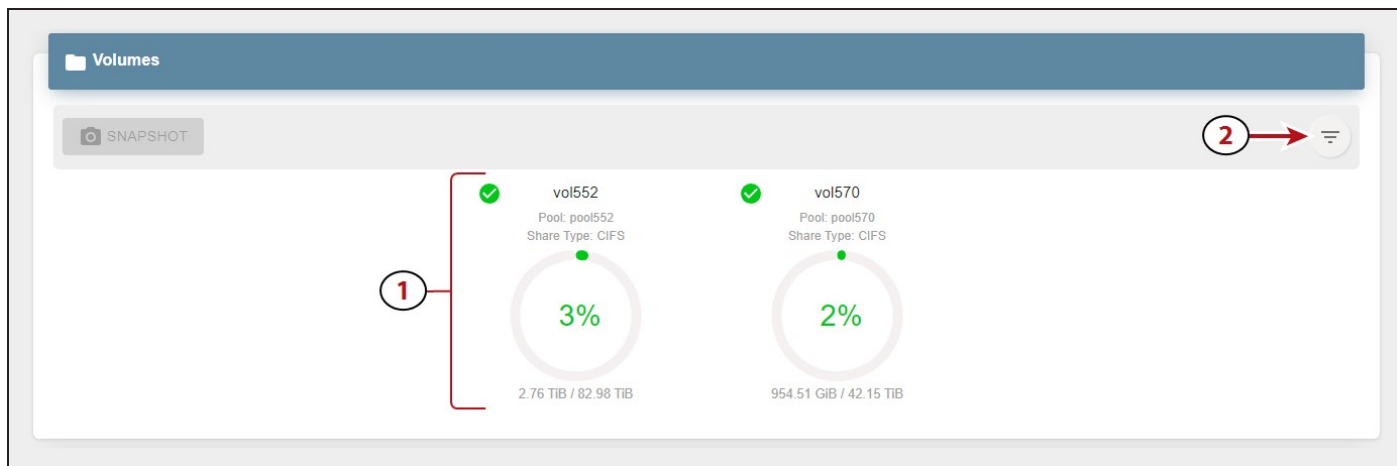 Volumes
SNAPSHOT
2
vol552
vol570
Pool: pool552
Pool: pool570
Share Type: CIFS
Share Type: CIFS
1
3%
2%
2.76 TiB / 82.98 TiB
954.51 GiB / 42.15 TiB